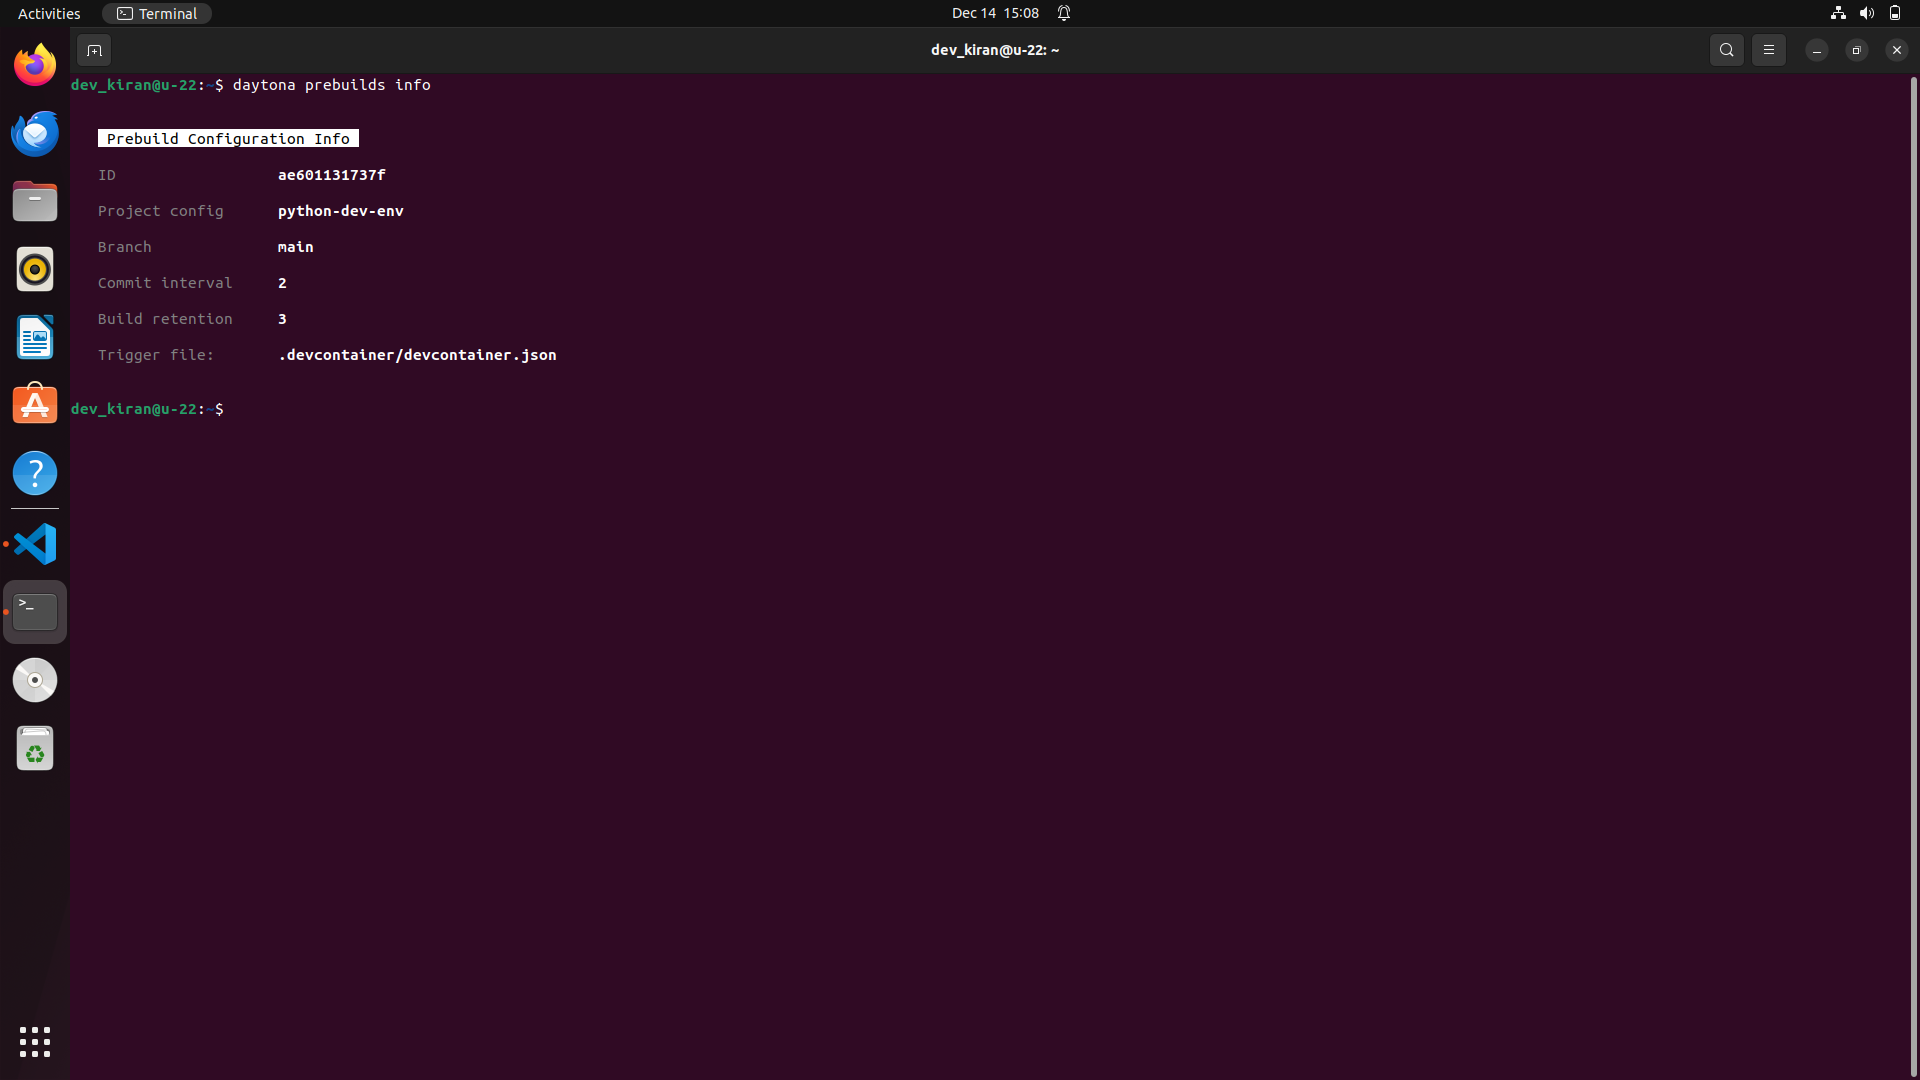 Activities
Terminal
Dec 14 15:08
dev_kiran@u-22: ~
dev_kiran@u-22:~$ daytona prebuilds info
Prebuild Configuration Info
ID ae601131737f
Project config python-dev-env
Branch main
Commit interval 2
Build retention 3
Trigger file: .devcontainer/devcontainer.json
dev_kiran@u-22:~$